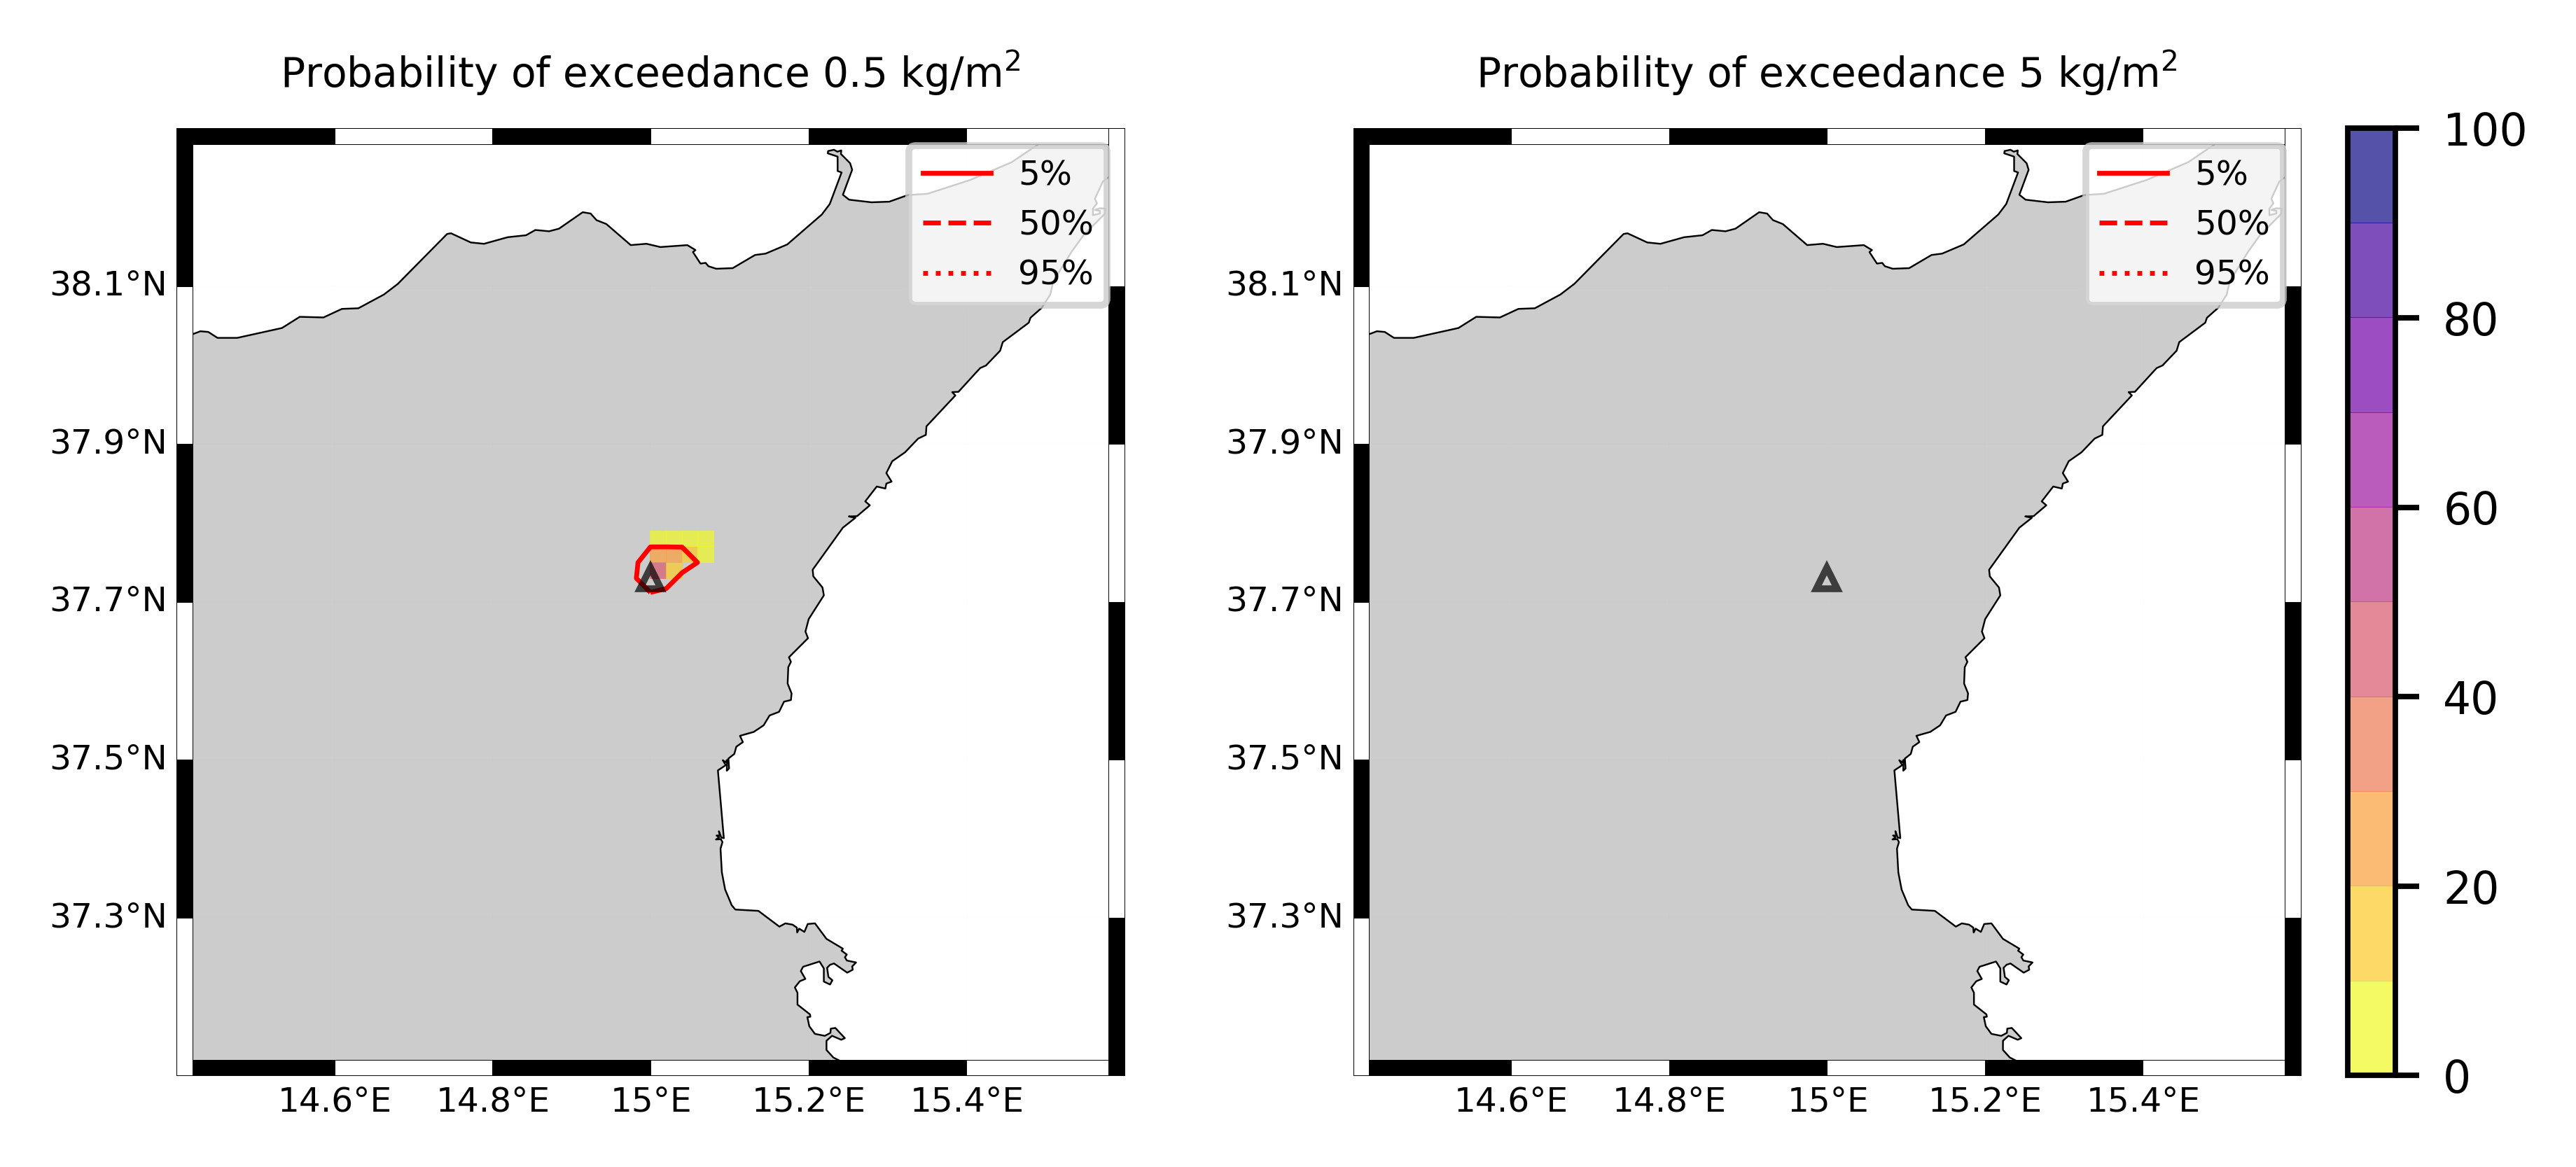 Probability of exceedance 0.5 kg/m²
5%
50%
95%
38.1°N
37.9°N
37.7°N
37.5°N
37.3°N
14.6°E 14.8°E 15°E 15.2°E 15.4°E
Probability of exceedance 5 kg/m²
5%
50%
95%
38.1°N
37.9°N
37.7°N
37.5°N
37.3°N
14.6°E 14.8°E 15°E 15.2°E 15.4°E
100
80
60
40
20
0